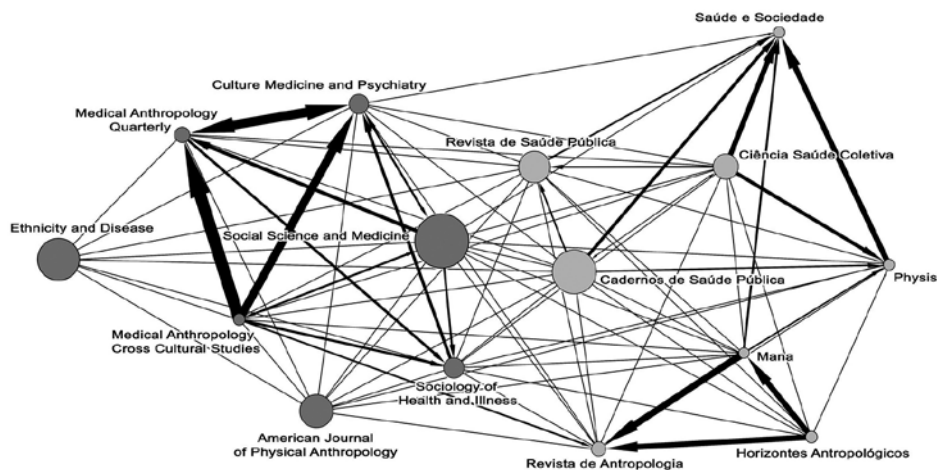 Saúde e Sociedade
Culture Medicine and Psychiatry
Medical Anthropology
Quarterly
Revista de Saúde Pública
Ciência Saúde Coletiva
Ethnicity and Disease
Social Science and Medicine
Cadernos de Saúde Pública
Physis
Medical Anthropology
Cross Cultural Studies
Mana
Sociology of
Health and Illness
American Journal
of Physical Anthropology
Revista de Antropologia
Horizontes Antropológicos